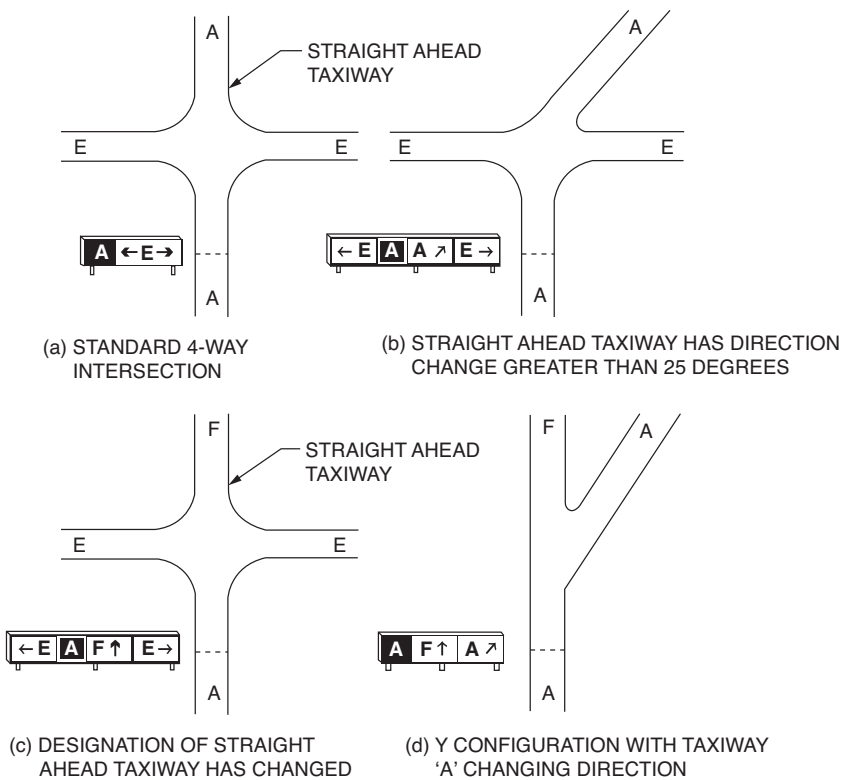 A
STRAIGHT AHEAD
TAXIWAY
E E
A ←E→
A
(a) STANDARD 4-WAY
INTERSECTION
A
E E
← E A A ↗ E →
A
(b) STRAIGHT AHEAD TAXIWAY HAS DIRECTION
CHANGE GREATER THAN 25 DEGREES
F
STRAIGHT AHEAD
TAXIWAY
E E
← E A F ↑ E →
A
(c) DESIGNATION OF STRAIGHT
AHEAD TAXIWAY HAS CHANGED
F A
A F ↑ A ↗
A
(d) Y CONFIGURATION WITH TAXIWAY
‘A’ CHANGING DIRECTION